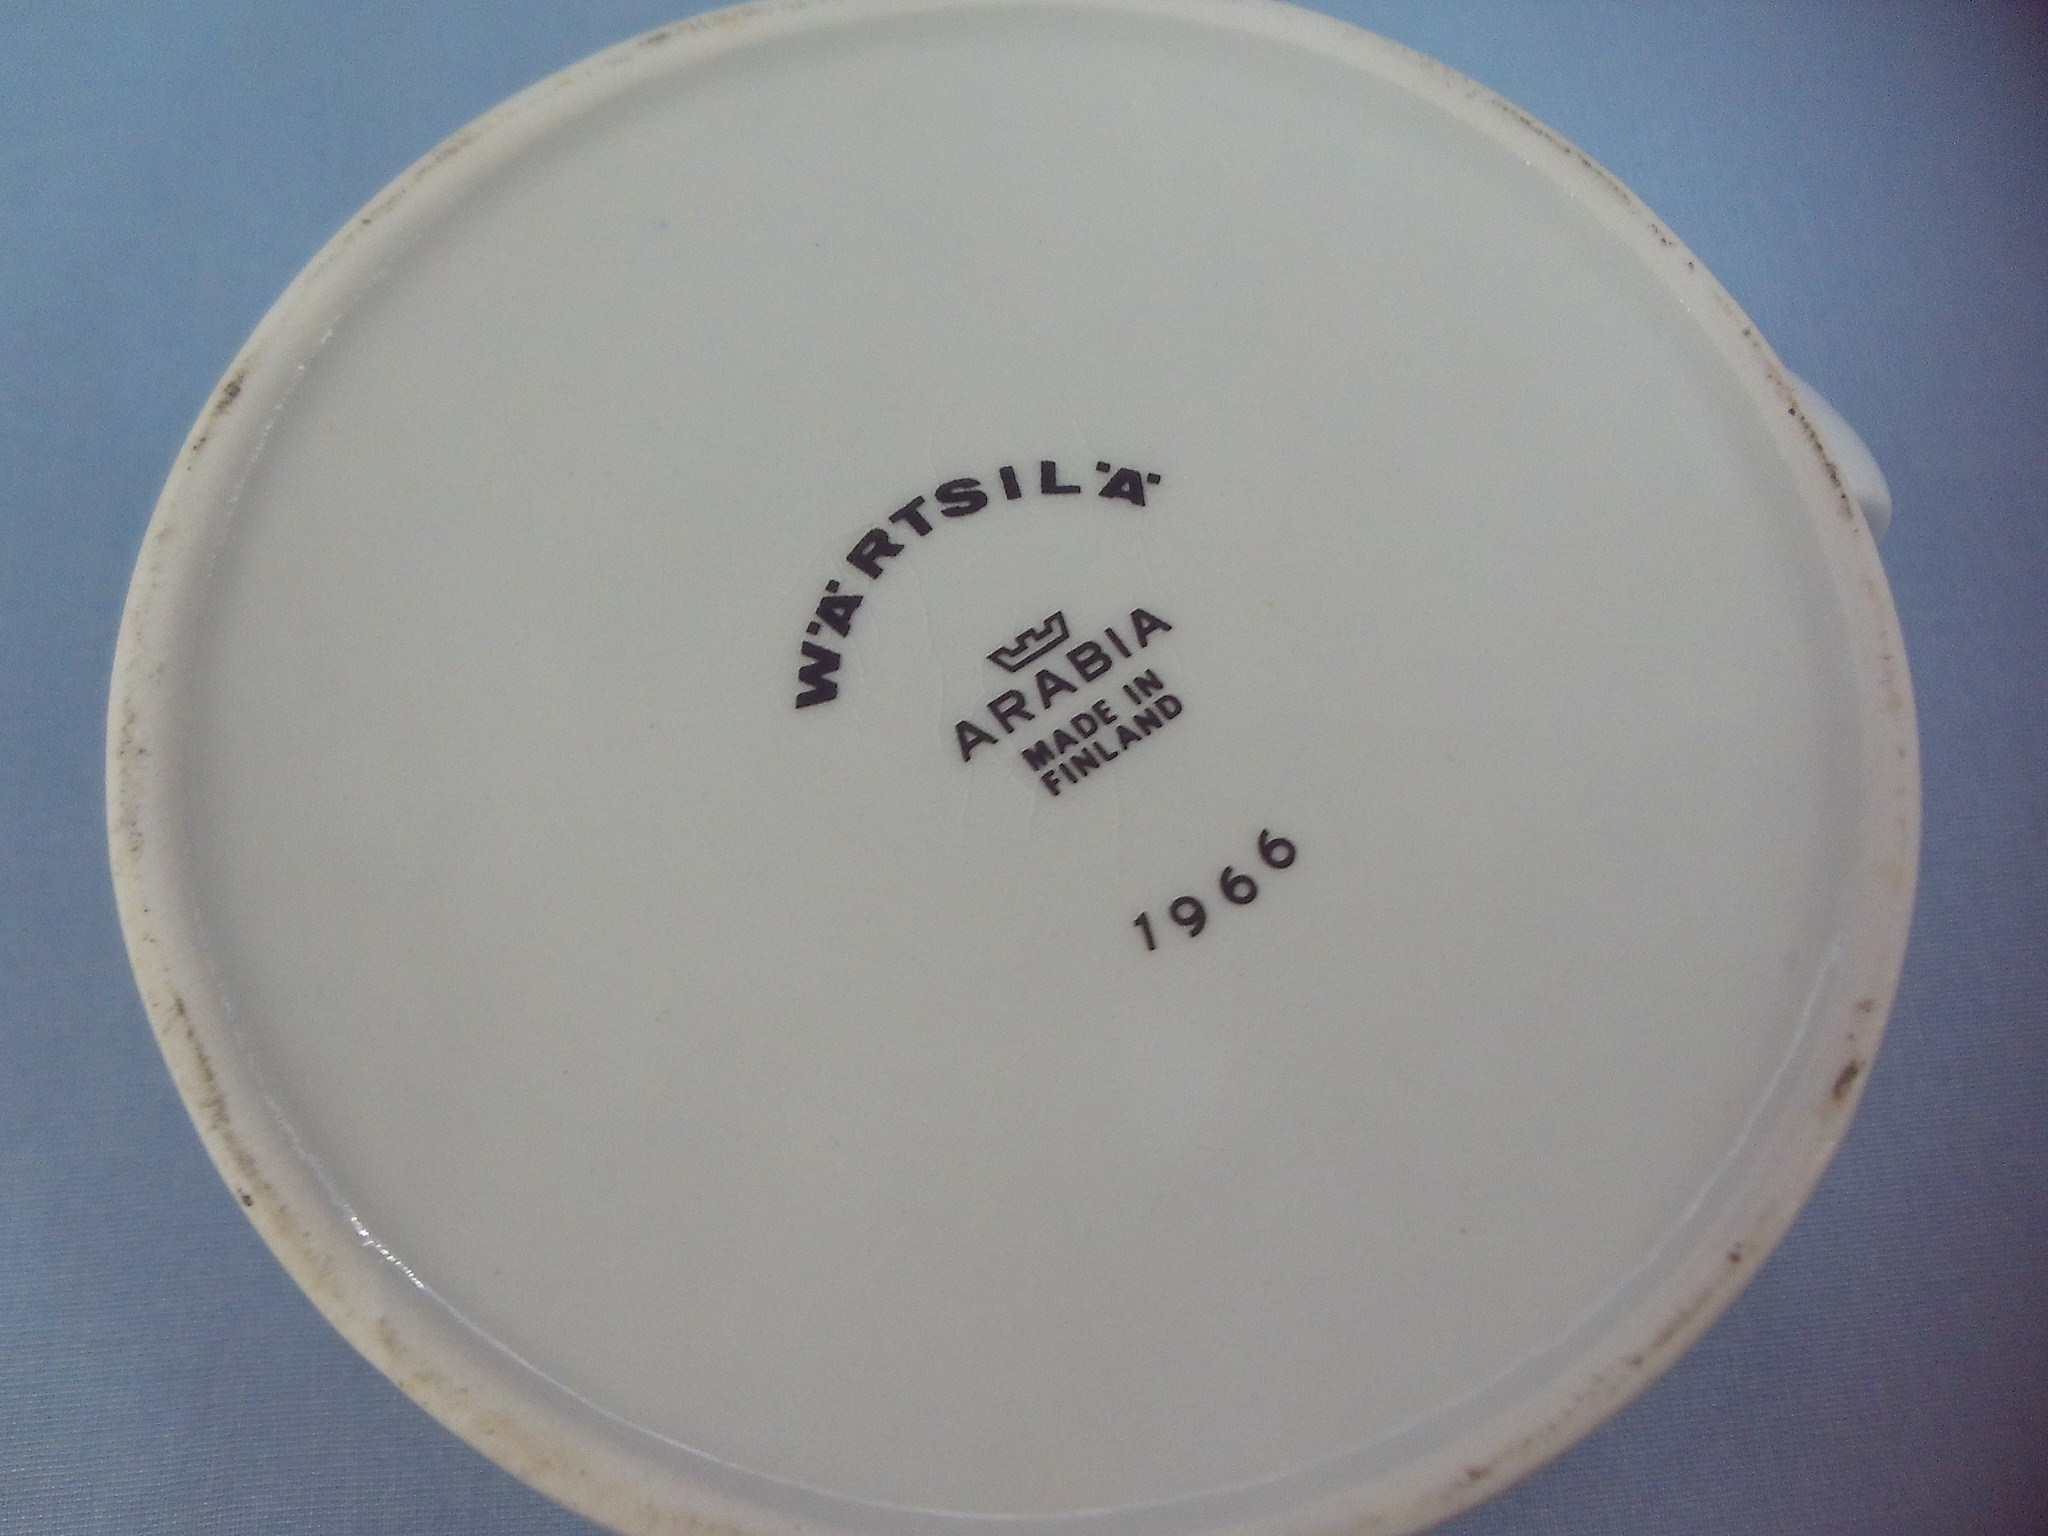 WÄRTSILÄ
ARABIA
MADE IN
FINLAND
1966